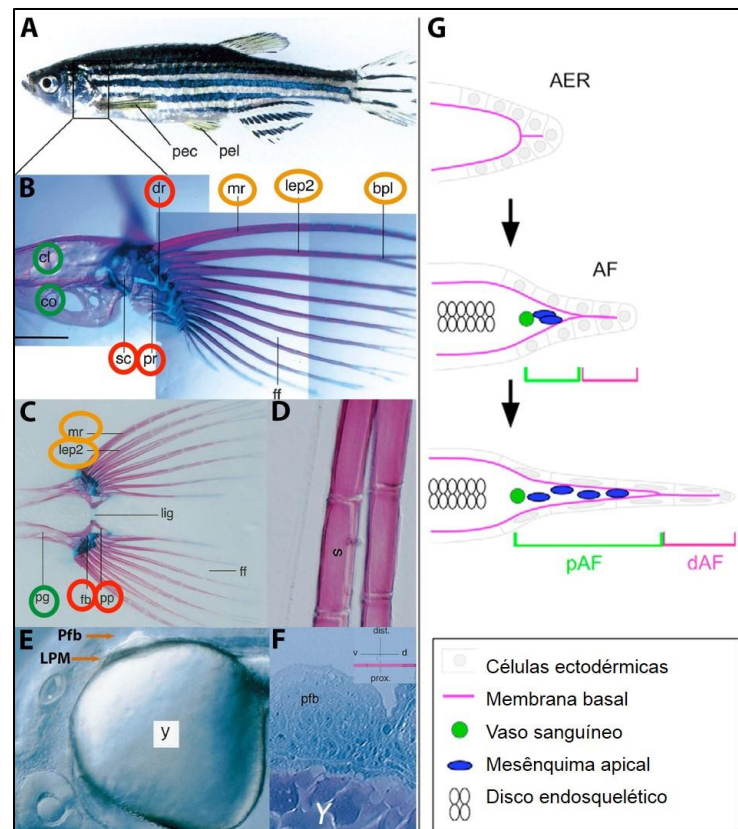 A
pec
pel
B
dr
mr
lep2
bpl
cl
co
sc
pr
ff
C
mr
lep2
lig
ff
pg
fb
pp
D
s
E
Pfb
LPM
y
F
dist.
v d
prox.
pfb
Y
G
AER
AF
pAF
dAF
Células ectodérmicas
Membrana basal
Vaso sanguíneo
Mesênquima apical
Disco endosquelético